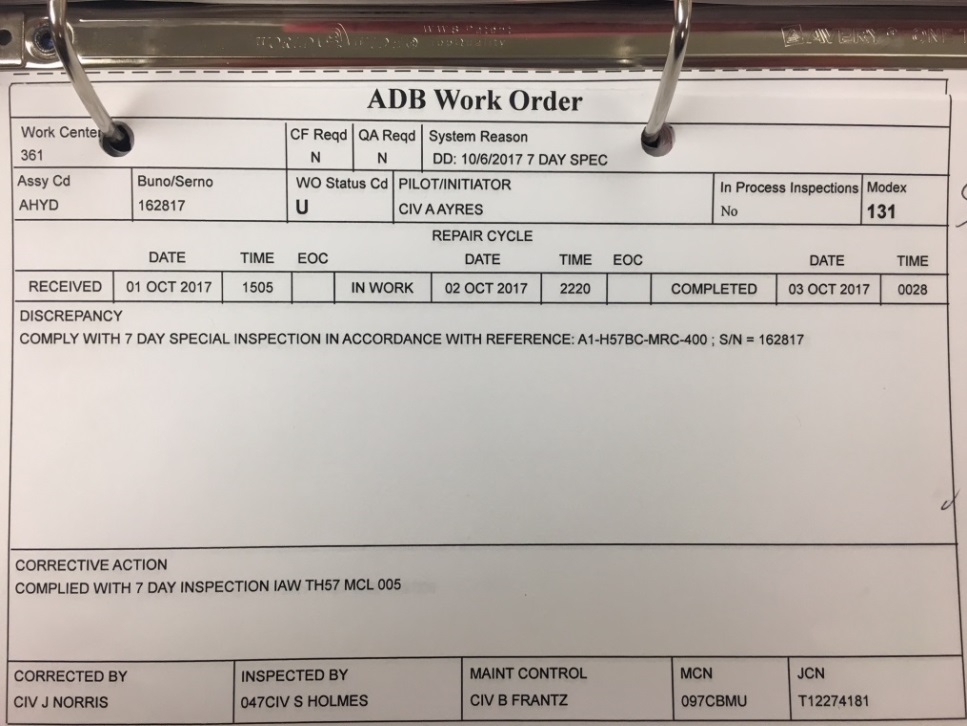 ADB Work Order
Work Center CF Reqd QA Reqd System Reason
361 N N DD: 10/6/2017 7 DAY SPEC
Assy Cd Buno/Serno WO Status Cd PILOT/INITIATOR In Process Inspections Modex
AHYD 162817 U CIV A AYRES No 131
REPAIR CYCLE
DATE TIME EOC DATE TIME EOC DATE TIME
RECEIVED 01 OCT 2017 1505 IN WORK 02 OCT 2017 2220 COMPLETED 03 OCT 2017 0028
DISCREPANCY
COMPLY WITH 7 DAY SPECIAL INSPECTION IN ACCORDANCE WITH REFERENCE: A1-H57BC-MRC-400 ; S/N = 162817
CORRECTIVE ACTION
COMPLIED WITH 7 DAY INSPECTION IAW TH57 MCL 005
CORRECTED BY INSPECTED BY MAINT CONTROL MCN JCN
CIV J NORRIS 047CIV S HOLMES CIV B FRANTZ 097CBMU T12274181